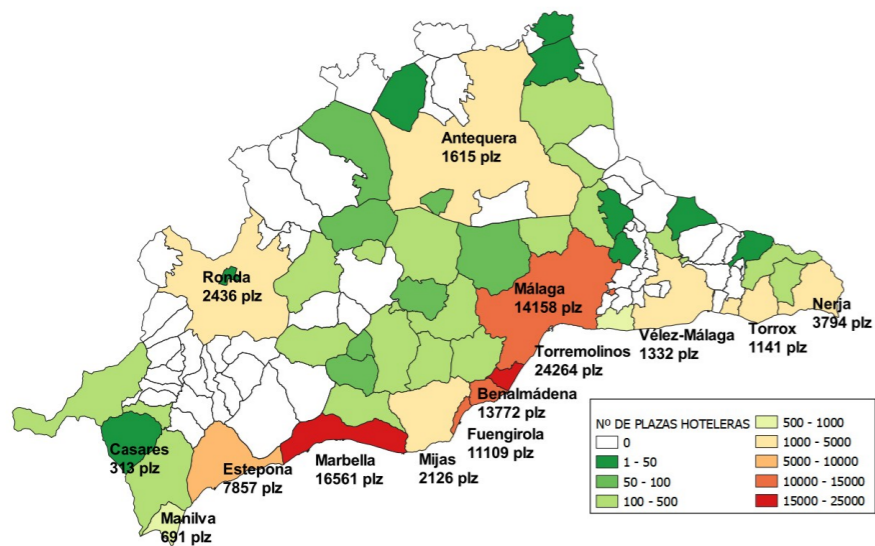 Antequera
1615 plz
Ronda
2436 plz
Málaga
14158 plz
Nerja
3794 plz
Vélez-Málaga
1332 plz
Torrox
1141 plz
Torremolinos
24264 plz
Benalmádena
13772 plz
Fuengirola
11109 plz
Mijas
2126 plz
Marbella
16561 plz
Estepona
7857 plz
Casares
313 plz
Manilva
691 plz
Nº DE PLAZAS HOTELERAS
0
1 - 50
50 - 100
100 - 500
500 - 1000
1000 - 5000
5000 - 10000
10000 - 15000
15000 - 25000